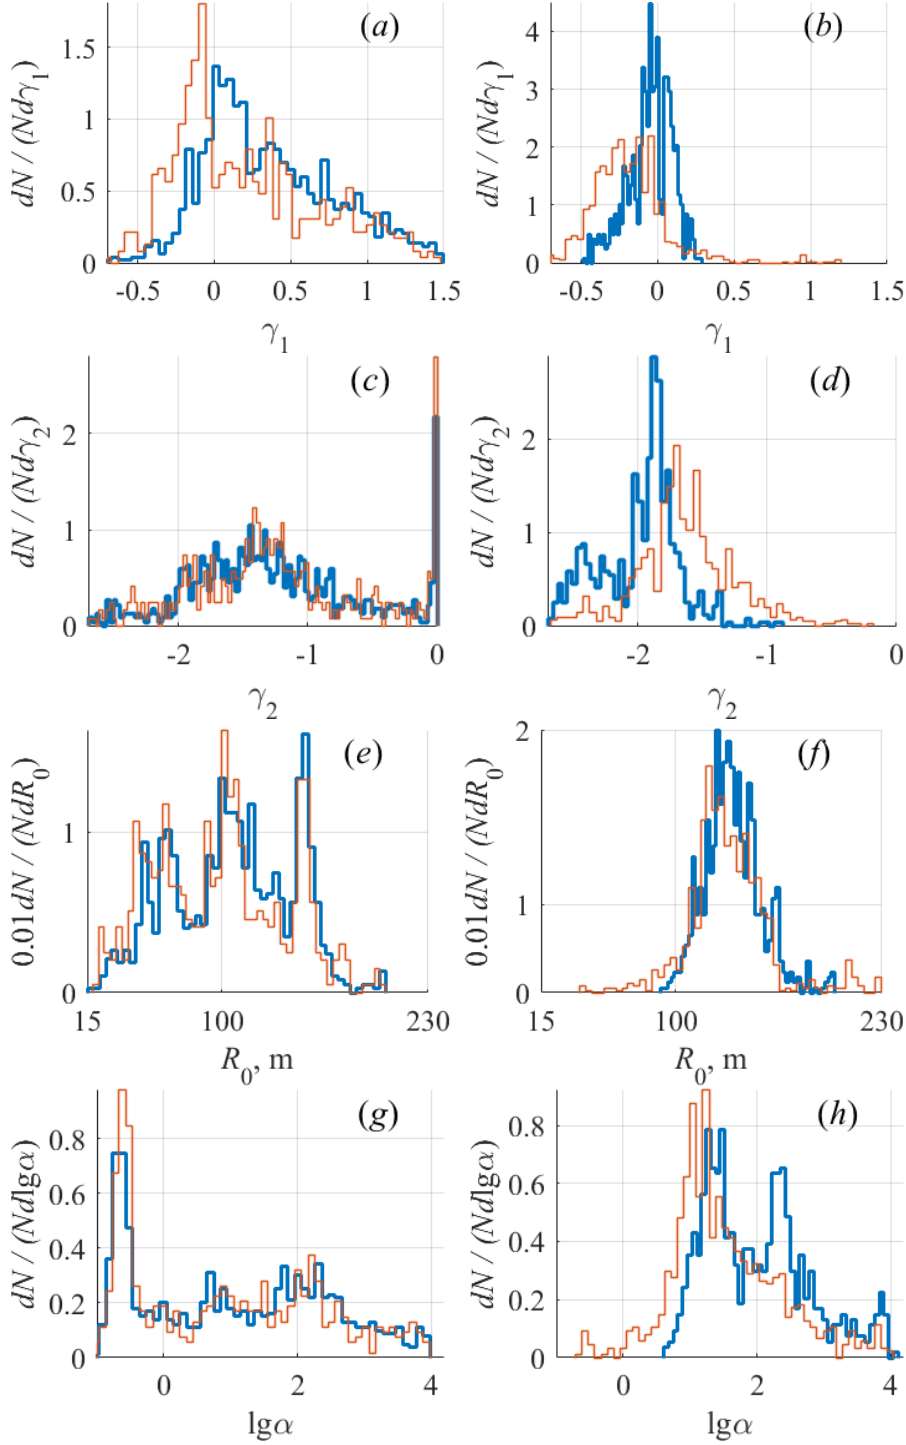 (a)
dN / (Ndγ₁)
1.5
1
0.5
0
-0.5 0 0.5 1 1.5
γ₁
(b)
dN / (Ndγ₁)
4
3
2
1
0
-0.5 0 0.5 1 1.5
γ₁
(c)
dN / (Ndγ₂)
2
1
0
-2 -1 0
γ₂
(d)
dN / (Ndγ₂)
2
1
0
-2 -1 0
γ₂
(e)
0.01dN / (NdR₀)
1
0
15 100 230
R₀, m
(f)
0.01dN / (NdR₀)
2
1
0
15 100 230
R₀, m
(g)
dN / (Ndlgα)
0.8
0.6
0.4
0.2
0
0 2 4
lgα
(h)
dN / (Ndlgα)
0.8
0.6
0.4
0.2
0
0 2 4
lgα